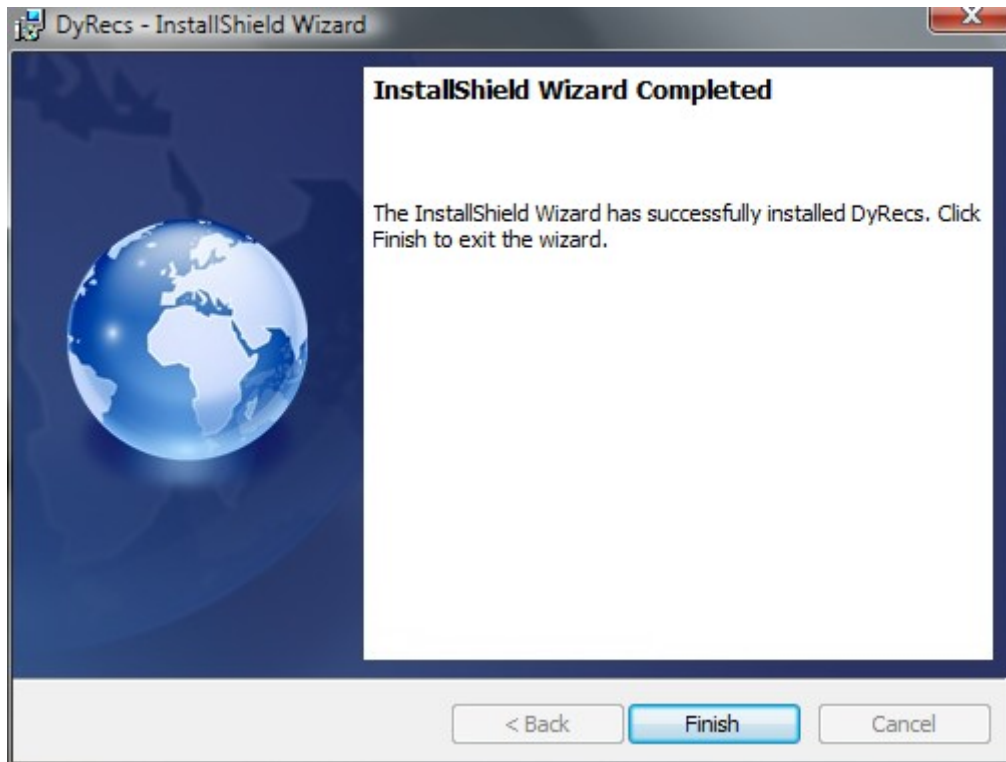 DyRecs - InstallShield Wizard
InstallShield Wizard Completed
The InstallShield Wizard has successfully installed DyRecs. Click
Finish to exit the wizard.
< Back
Finish
Cancel